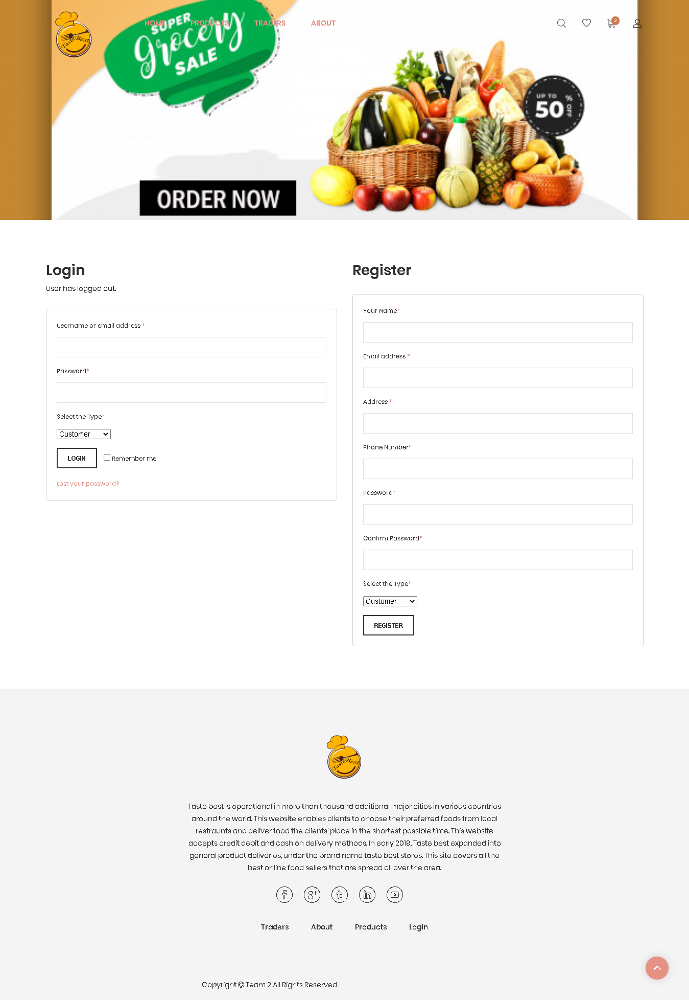 HOME PRODUCTS TRADERS ABOUT
3
TasteBest
SUPER
grocery
SALE
UP TO
50 % OFF
ORDER NOW
Login
User has logged out.
Username or email address *
Password*
Select the Type*
Customer
LOGIN Remember me
Lost your password?
Register
Your Name*
Email address *
Address *
Phone Number*
Password*
Confirm Password*
Select the Type*
Customer
REGISTER
TasteBest
Taste best is operational in more than thousand additional major cities in various countries
around the world. This website enables clients to choose their preferred foods from local
restraunts and deliver food the clients' place in the shortest possible time. This website
accepts credit debit and cash on delivery methods. In early 2019, Taste best expanded into
general product deliveries, under the brand name taste best stores. This site covers all the
best online food sellers that are spread all over the area.
Traders About Products Login
Copyright © Team 2 All Rights Reserved